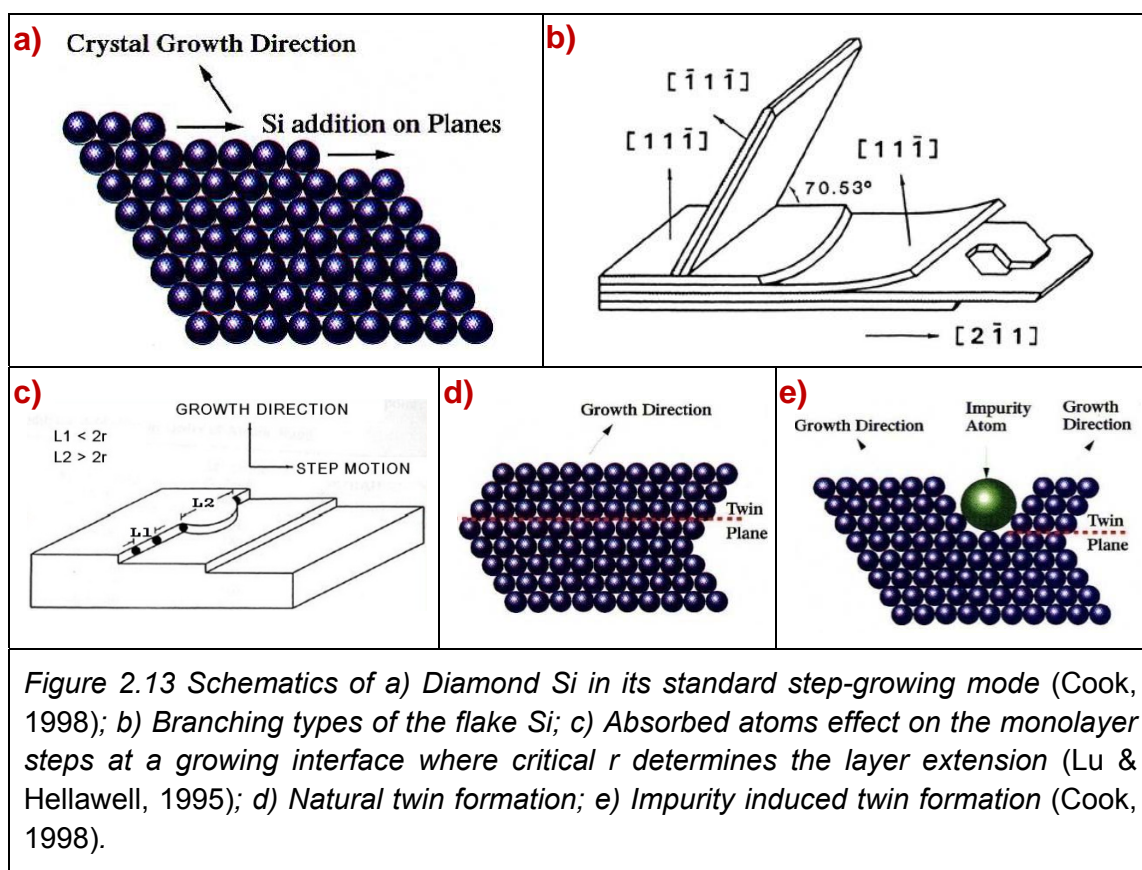 a)
Crystal Growth Direction
Si addition on Planes
b)
[1̄11̄]
[111̄]
[111̄]
70.53º
[21̄1]
c)
GROWTH DIRECTION
L1 < 2r
L2 > 2r
STEP MOTION
L2
L1
d)
Growth Direction
Twin
Plane
e)
Impurity
Atom
Growth
Direction
Growth Direction
Twin
Plane
Figure 2.13 Schematics of a) Diamond Si in its standard step-growing mode (Cook,
1998); b) Branching types of the flake Si; c) Absorbed atoms effect on the monolayer
steps at a growing interface where critical r determines the layer extension (Lu &
Hellawell, 1995); d) Natural twin formation; e) Impurity induced twin formation (Cook,
1998).